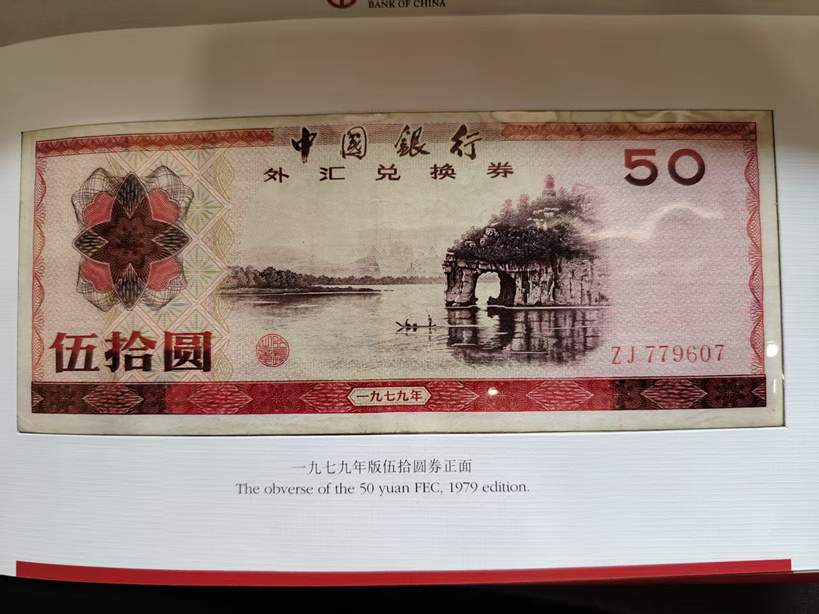 BANK OF CHINA
中國銀行
外汇兑换券
50
伍拾圆
ZJ 779607
一九七九年
一九七九年版伍拾圆券正面
The obverse of the 50 yuan FEC, 1979 edition.